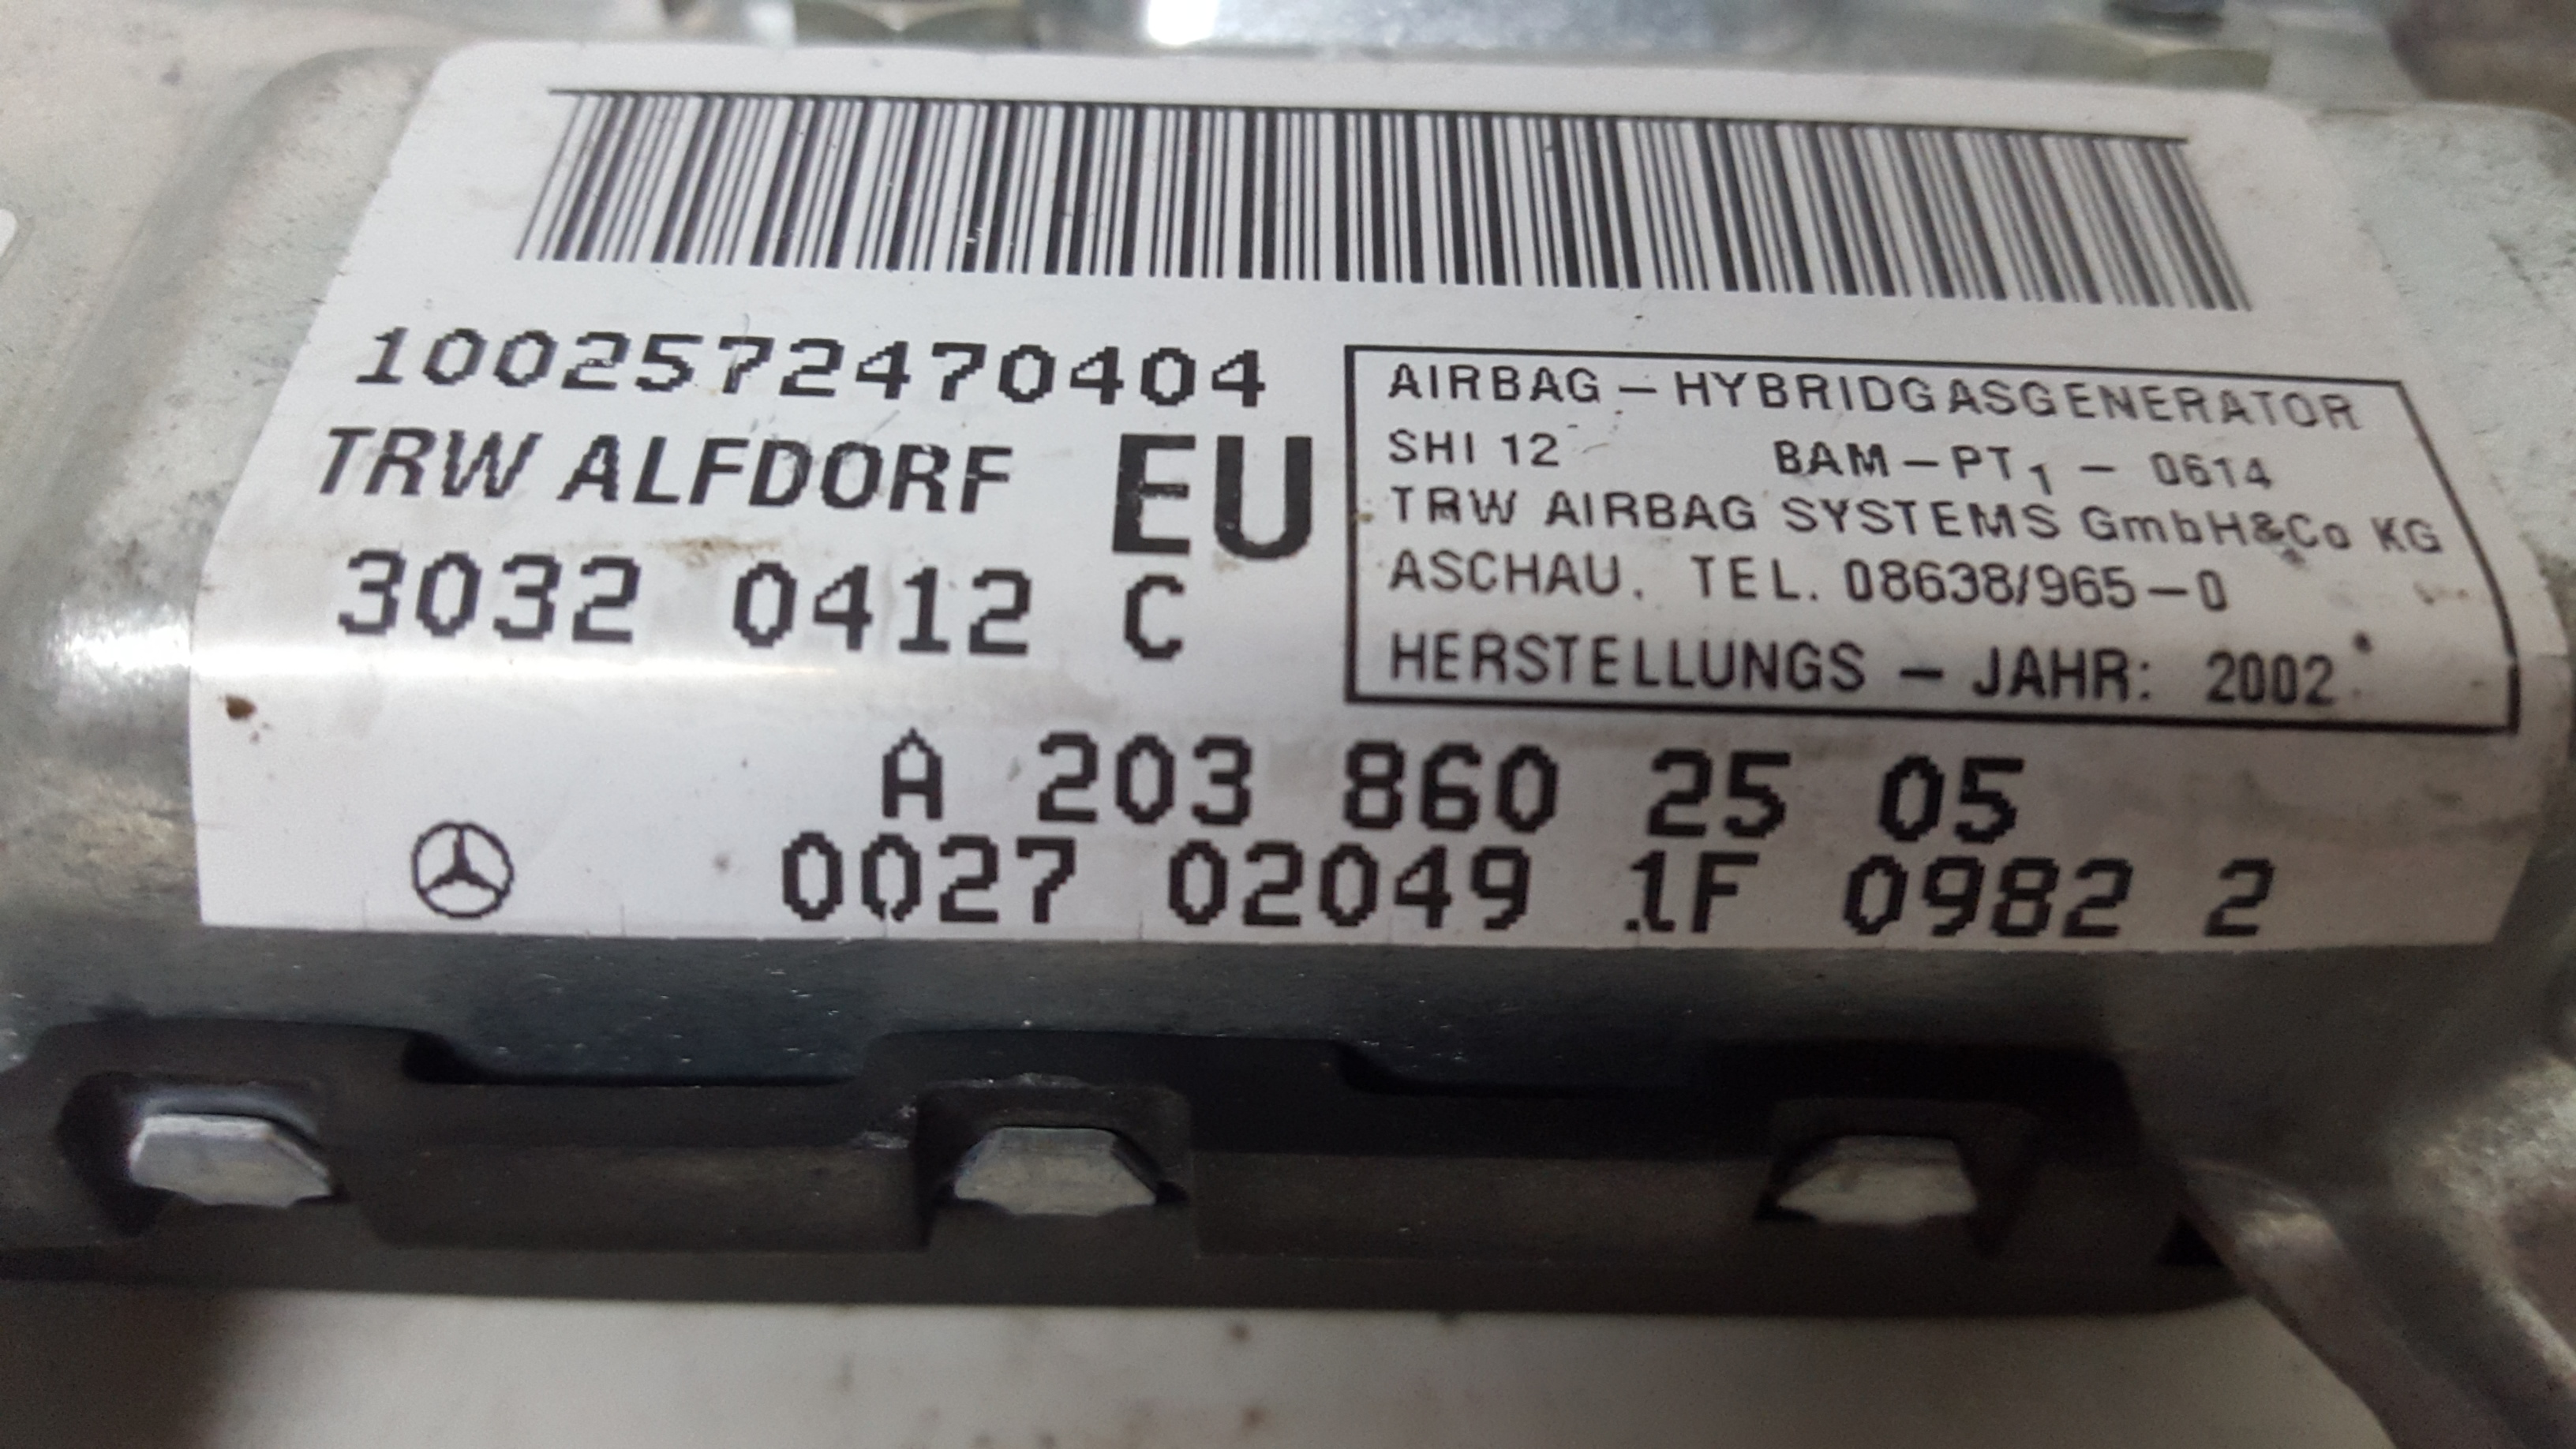 1002572470404
TRW ALFDORF EU
3032 0412 C
AIRBAG – HYBRIDGASGENERATOR
SHI 12 BAM – PT1 – 0614
TRW AIRBAG SYSTEMS GmbH&Co KG
ASCHAU. TEL. 08638/965–0
HERSTELLUNGS – JAHR: 2002
A 203 860 25 05
0027 02049 1F 0982 2